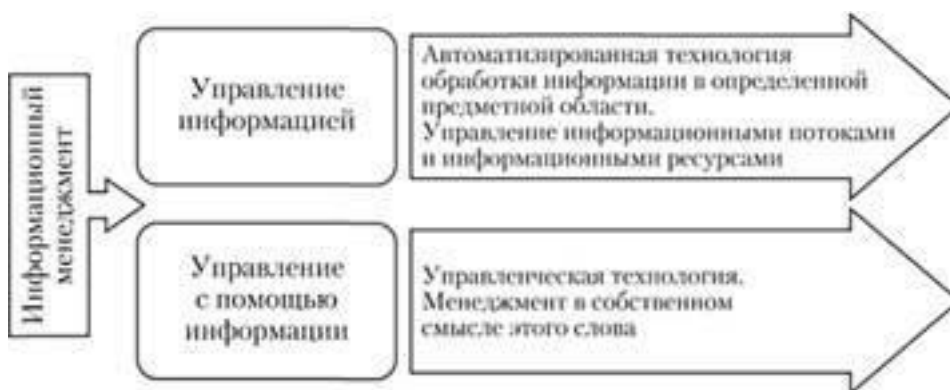 Информационный
менеджмент
Управление
информацией
Автоматизированная технология
обработки информации в определенной
предметной области.
Управление информационными потоками
и информационными ресурсами
Управление
с помощью
информации
Управленческая технология.
Менеджмент в собственном
смысле этого слова